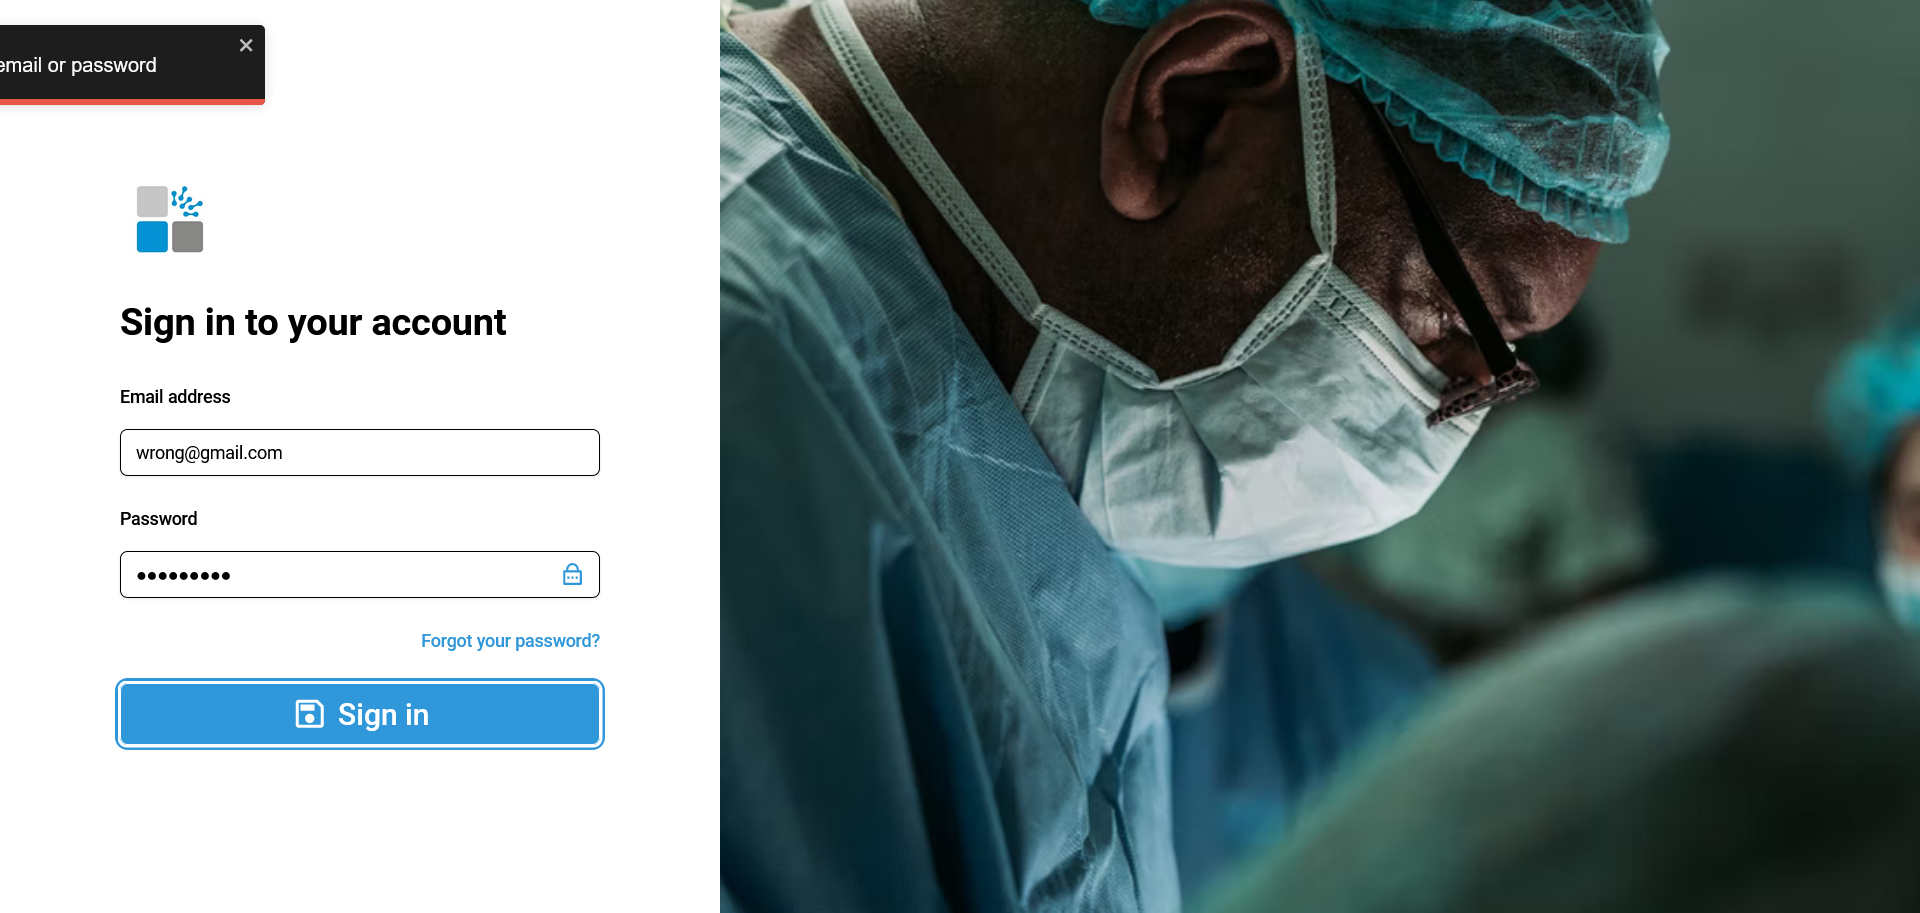 email or password
Sign in to your account
Email address
wrong@gmail.com
Password
Forgot your password?
Sign in